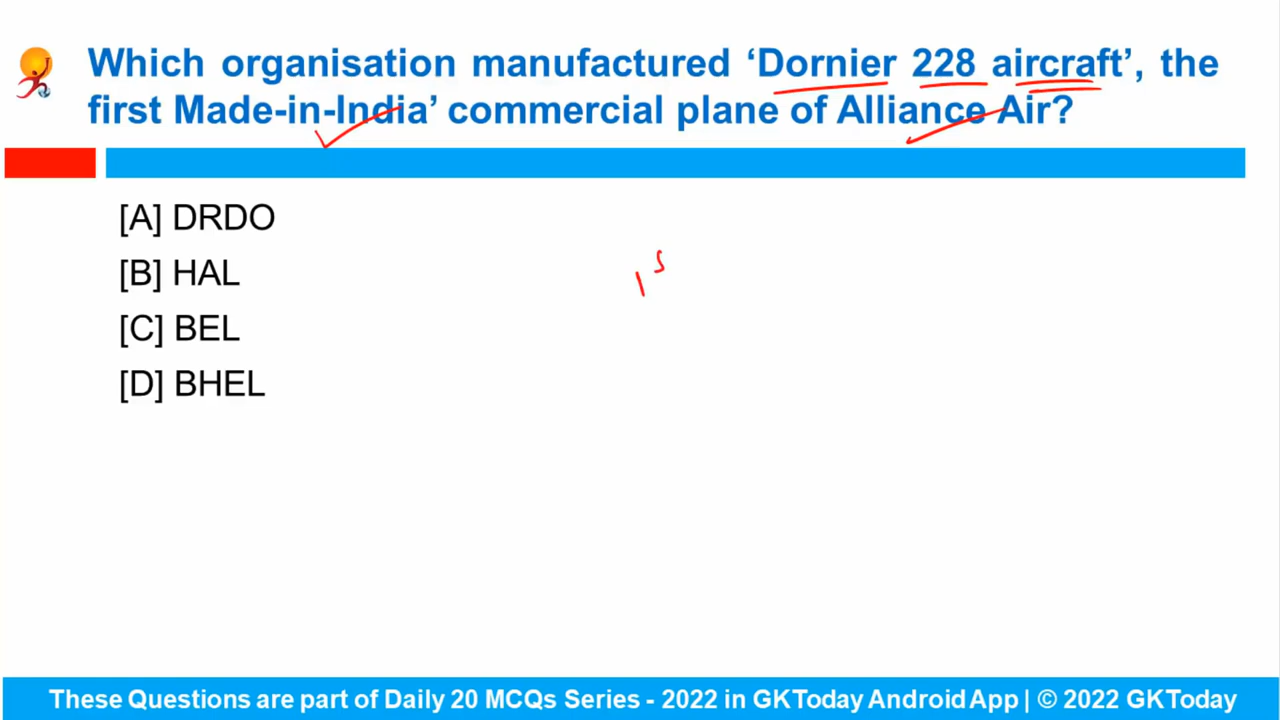 Which organisation manufactured ‘Dornier 228 aircraft’, the
first Made-in-India’ commercial plane of Alliance Air?
[A] DRDO
[B] HAL
[C] BEL
[D] BHEL
1s
These Questions are part of Daily 20 MCQs Series - 2022 in GKToday Android App | © 2022 GKToday